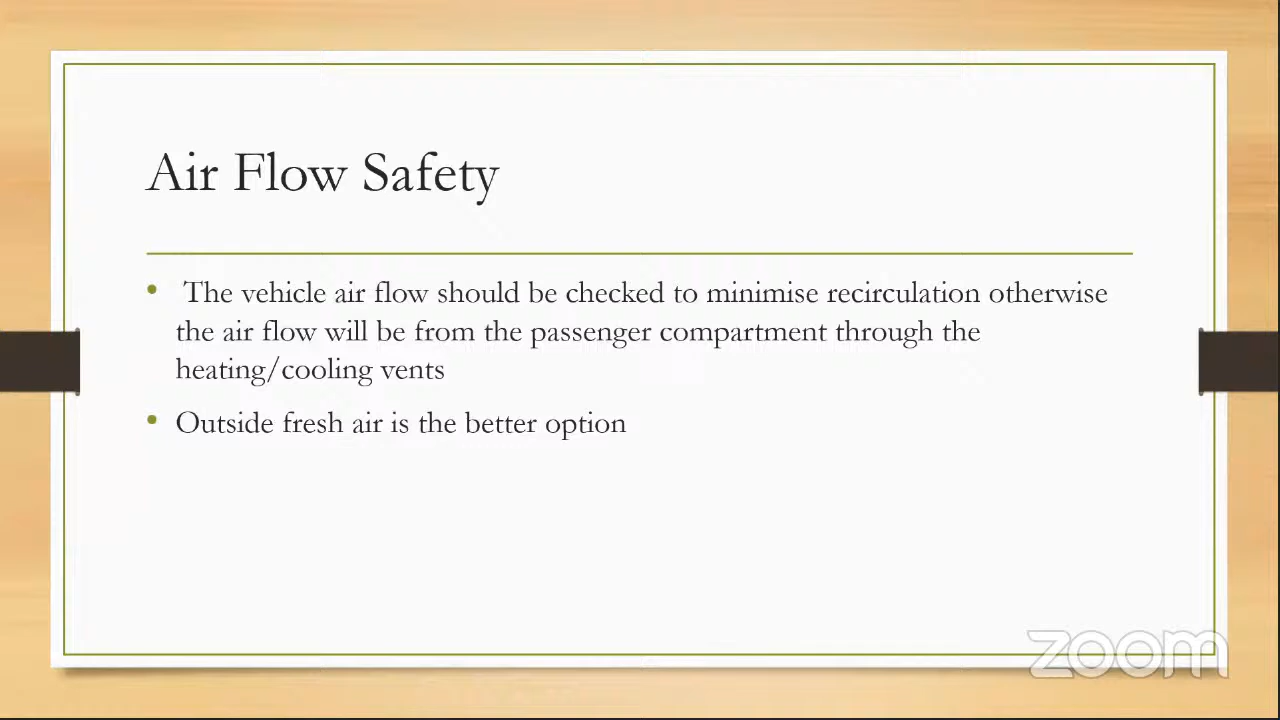 Air Flow Safety
• The vehicle air flow should be checked to minimise recirculation otherwise
the air flow will be from the passenger compartment through the
heating/cooling vents
• Outside fresh air is the better option
zoom